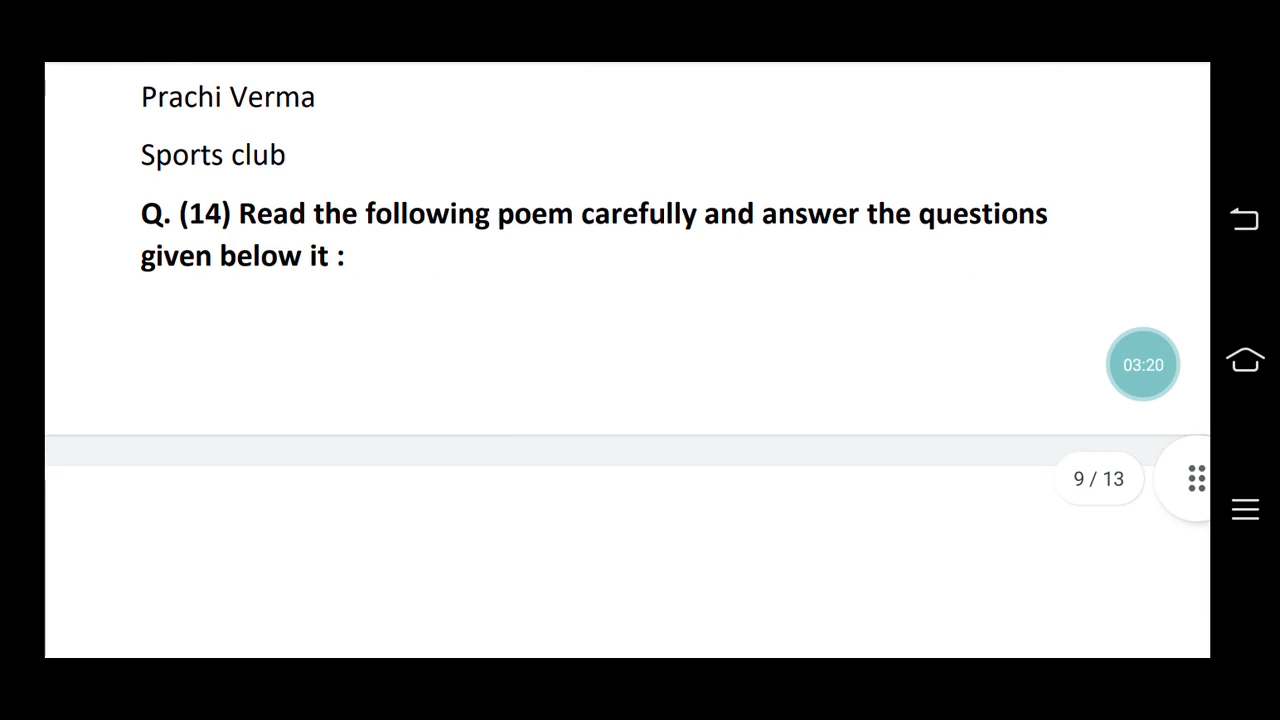 Prachi Verma
Sports club
Q. (14) Read the following poem carefully and answer the questions
given below it :
03:20
9 / 13